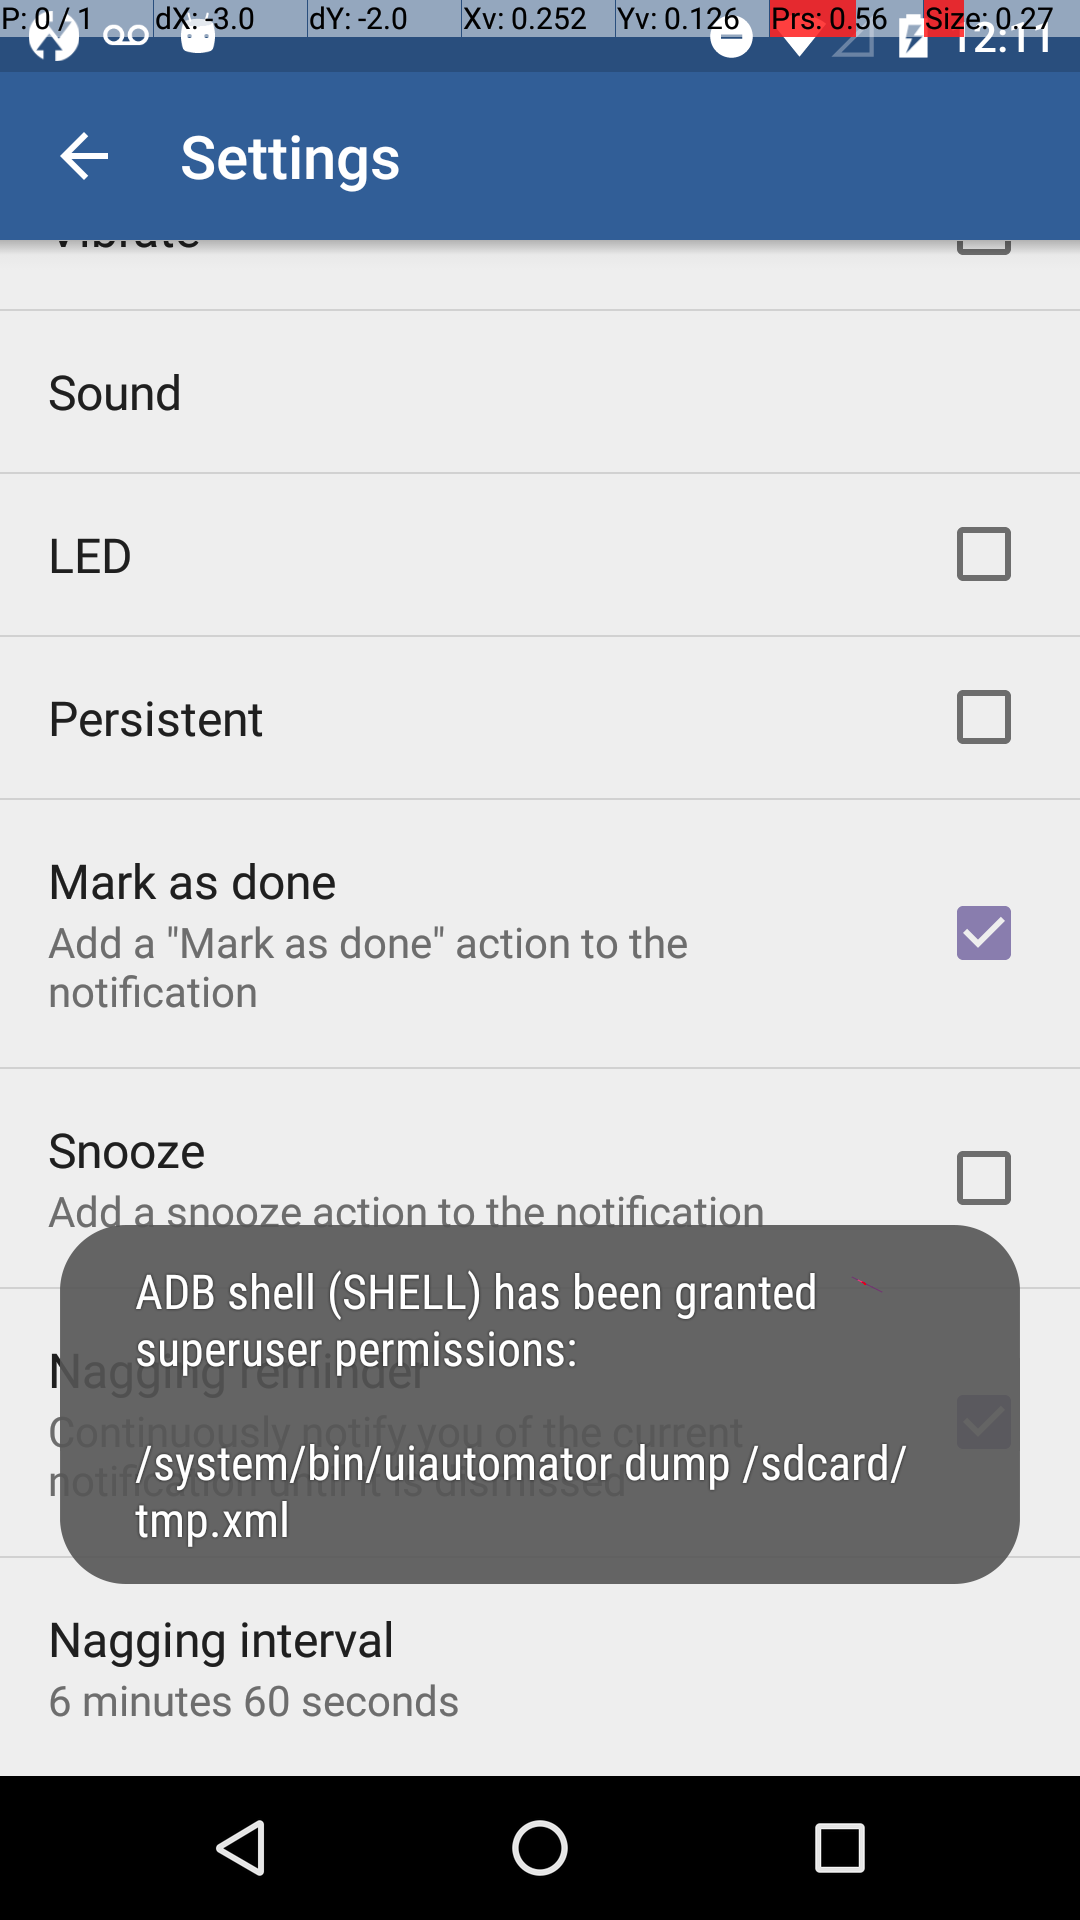 P: 0 / 1 dX: -3.0 dY: -2.0 Xv: 0.252 Yv: 0.126 Prs: 0.56 Size: 0.27
12:11
Settings
Vibrate
Sound
LED
Persistent
Mark as done
Add a "Mark as done" action to the
notification
Snooze
Add a snooze action to the notification
ADB shell (SHELL) has been granted
superuser permissions:
/system/bin/uiautomator dump /sdcard/
tmp.xml
Nagging reminder
Continuously notify you of the current
notification until it is dismissed
Nagging interval
6 minutes 60 seconds